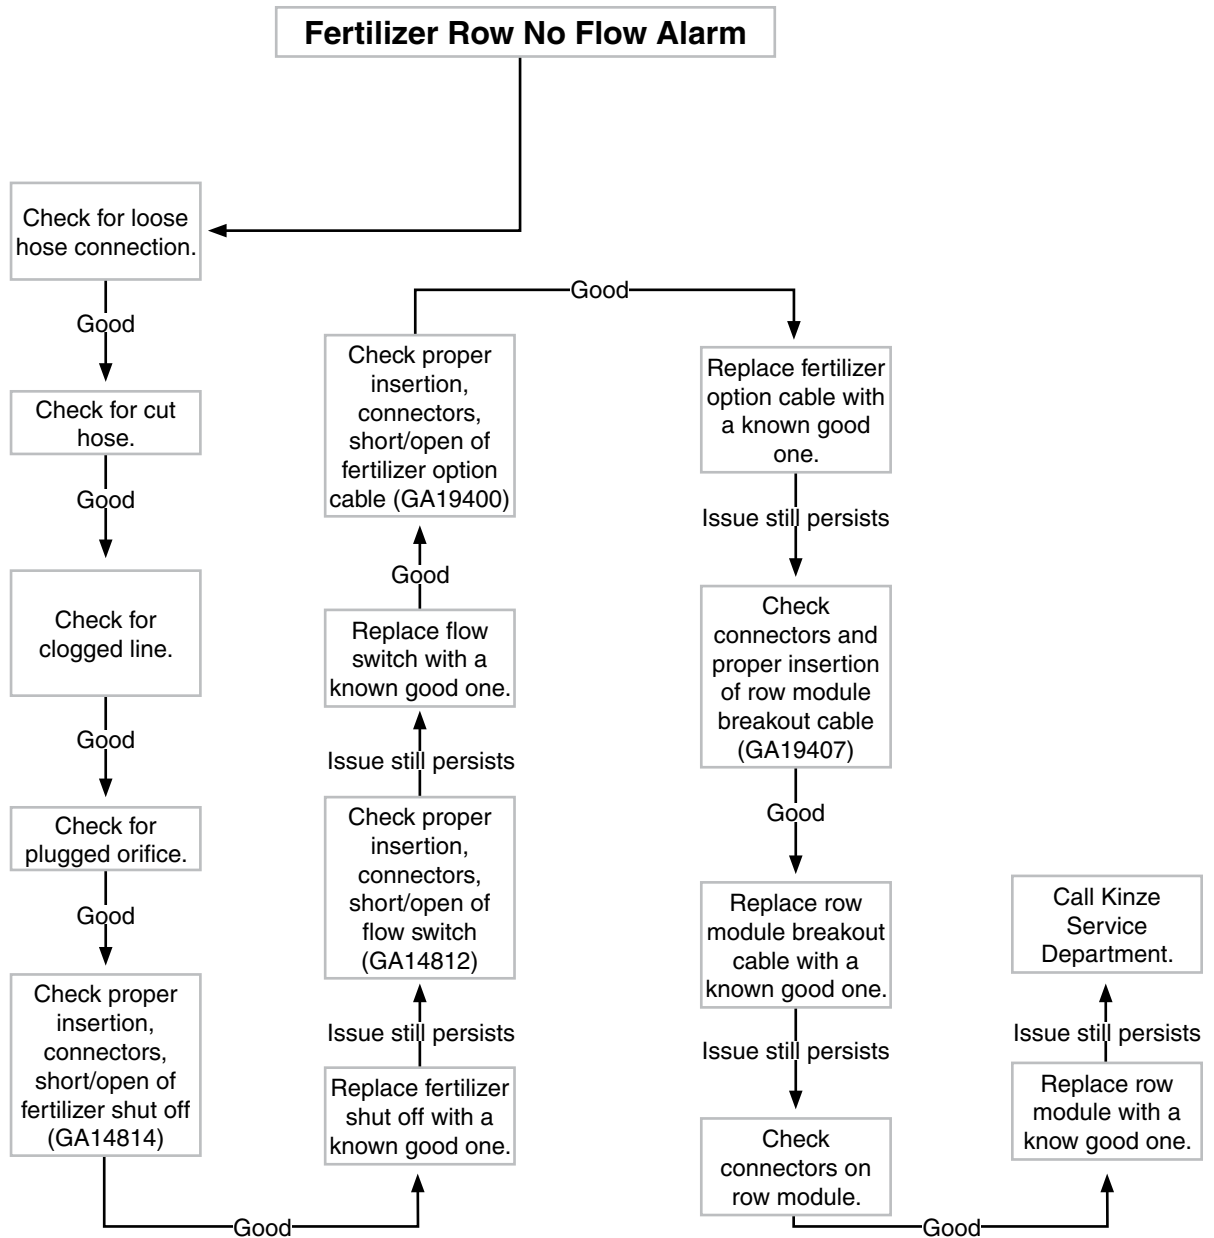 Fertilizer Row No Flow Alarm
Check for loose
hose connection.
Good
Check for cut
hose.
Good
Check for
clogged line.
Good
Check for
plugged orifice.
Good
Check proper
insertion,
connectors,
short/open of
fertilizer shut off
(GA14814)
Good
Replace fertilizer
shut off with a
known good one.
Issue still persists
Check proper
insertion,
connectors,
short/open of
flow switch
(GA14812)
Issue still persists
Replace flow
switch with a
known good one.
Good
Check proper
insertion,
connectors,
short/open of
fertilizer option
cable (GA19400)
Good
Replace fertilizer
option cable with
a known good
one.
Issue still persists
Check
connectors and
proper insertion
of row module
breakout cable
(GA19407)
Good
Replace row
module breakout
cable with a
known good one.
Issue still persists
Check
connectors on
row module.
Good
Replace row
module with a
know good one.
Issue still persists
Call Kinze
Service
Department.